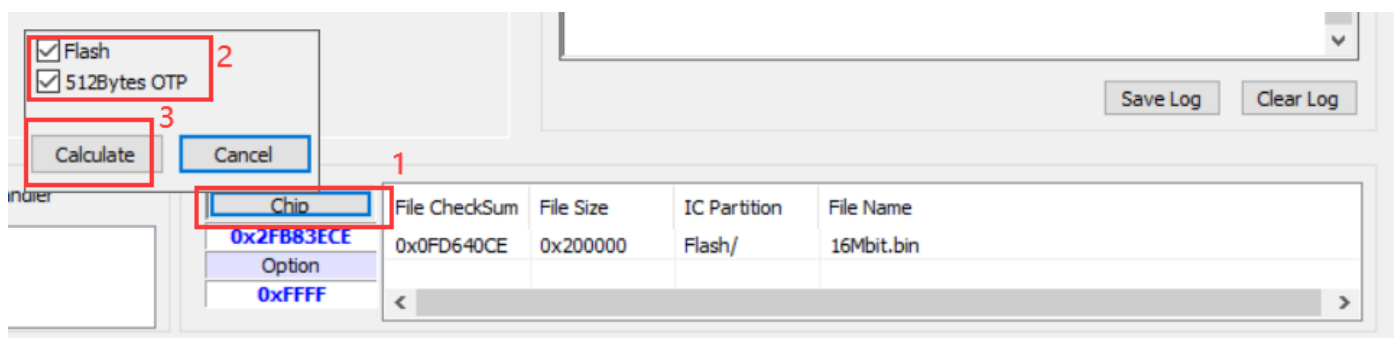 Flash
2
512Bytes OTP
3
Save Log
Clear Log
Calculate
Cancel
1
Chip
File CheckSum File Size IC Partition File Name
0x2FB83ECE
0x0FD640CE 0x200000 Flash/ 16Mbit.bin
Option
0xFFFF